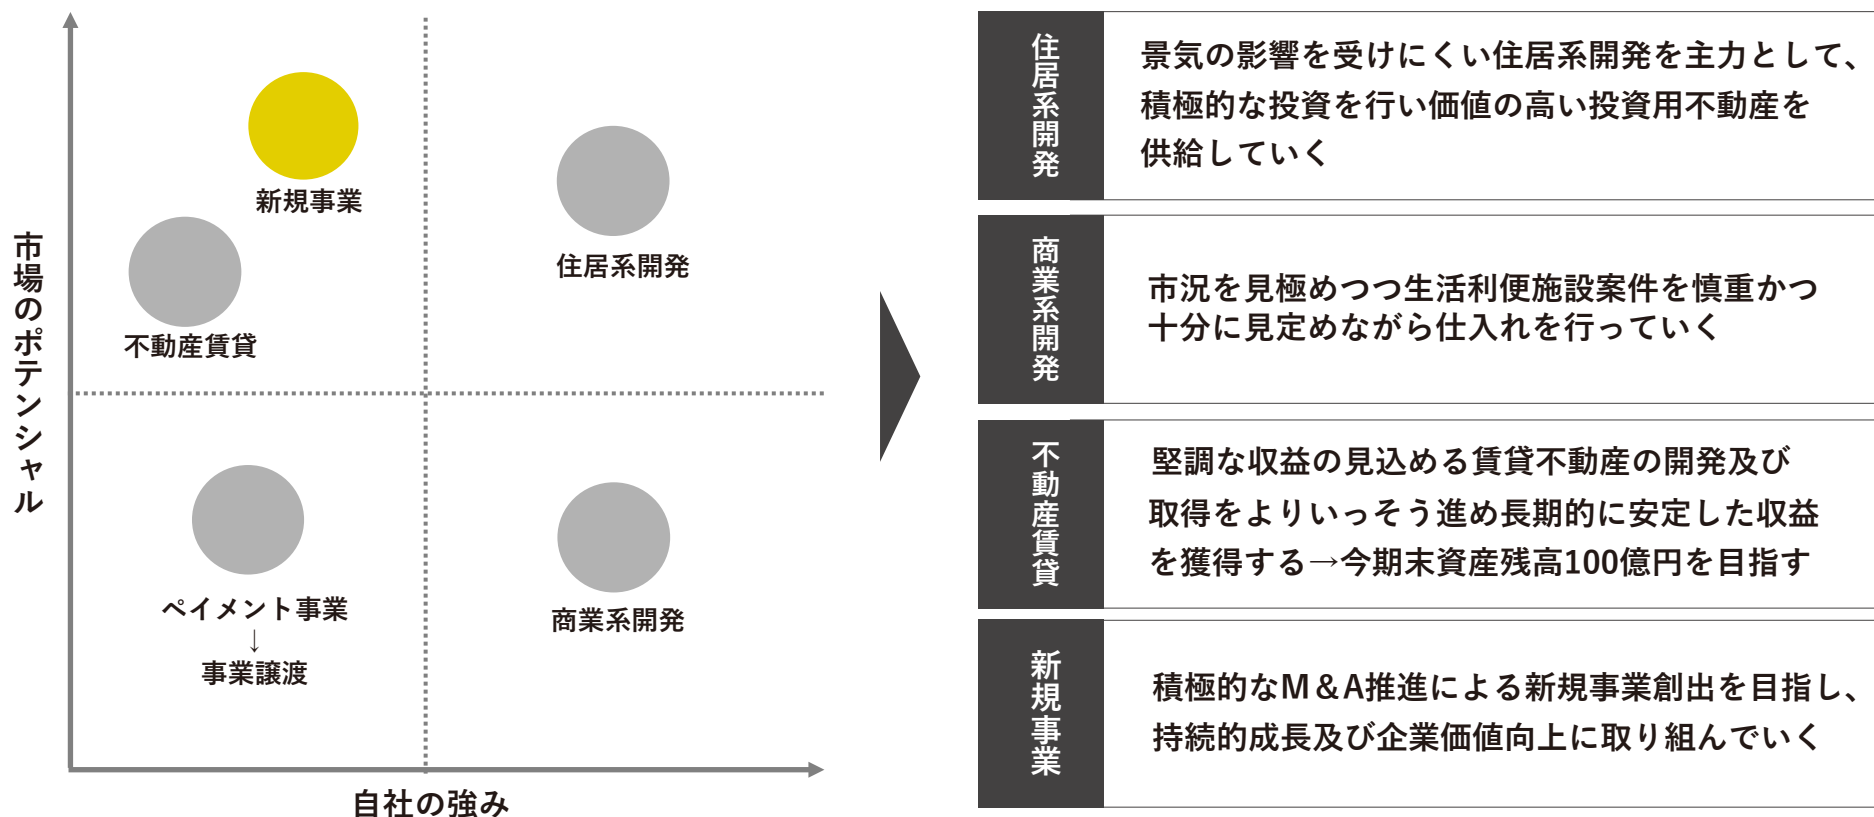 市場のポテンシャル
新規事業
住居系開発
不動産賃貸
ペイメント事業
↓
事業譲渡
商業系開発
自社の強み
住居系開発
景気の影響を受けにくい住居系開発を主力として、
積極的な投資を行い価値の高い投資用不動産を
供給していく
商業系開発
市況を見極めつつ生活利便施設案件を慎重かつ
十分に見定めながら仕入れを行っていく
不動産賃貸
堅調な収益の見込める賃貸不動産の開発及び
取得をよりいっそう進め長期的に安定した収益
を獲得する→今期末資産残高100億円を目指す
新規事業
積極的なM＆A推進による新規事業創出を目指し、
持続的成長及び企業価値向上に取り組んでいく